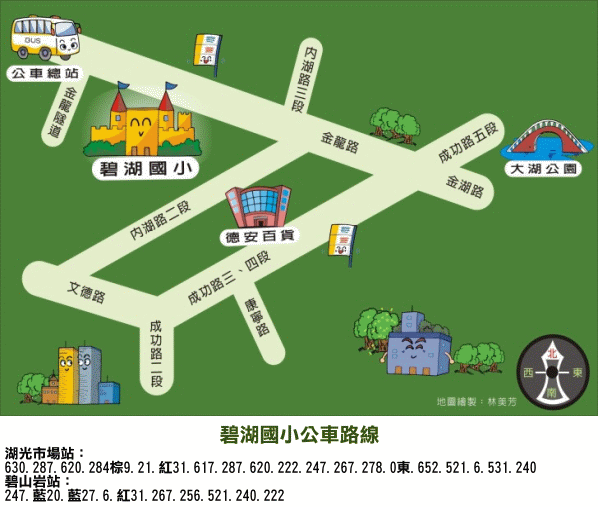 BUS
公車總站
金龍隧道
內湖路三段
碧湖國小
金龍路
成功路五段
大湖公園
金湖路
內湖路二段
德安百貨
成功路三、四段
文德路
康寧路
成功路二段
北
西 東
南
地圖繪製：林美芳
碧湖國小公車路線
湖光市場站：
630.287.620.284棕9.21.紅31.617.287.620.222.247.267.278.0東.652.521.6.531.240
碧山岩站：
247.藍20.藍27.6.紅31.267.256.521.240.222